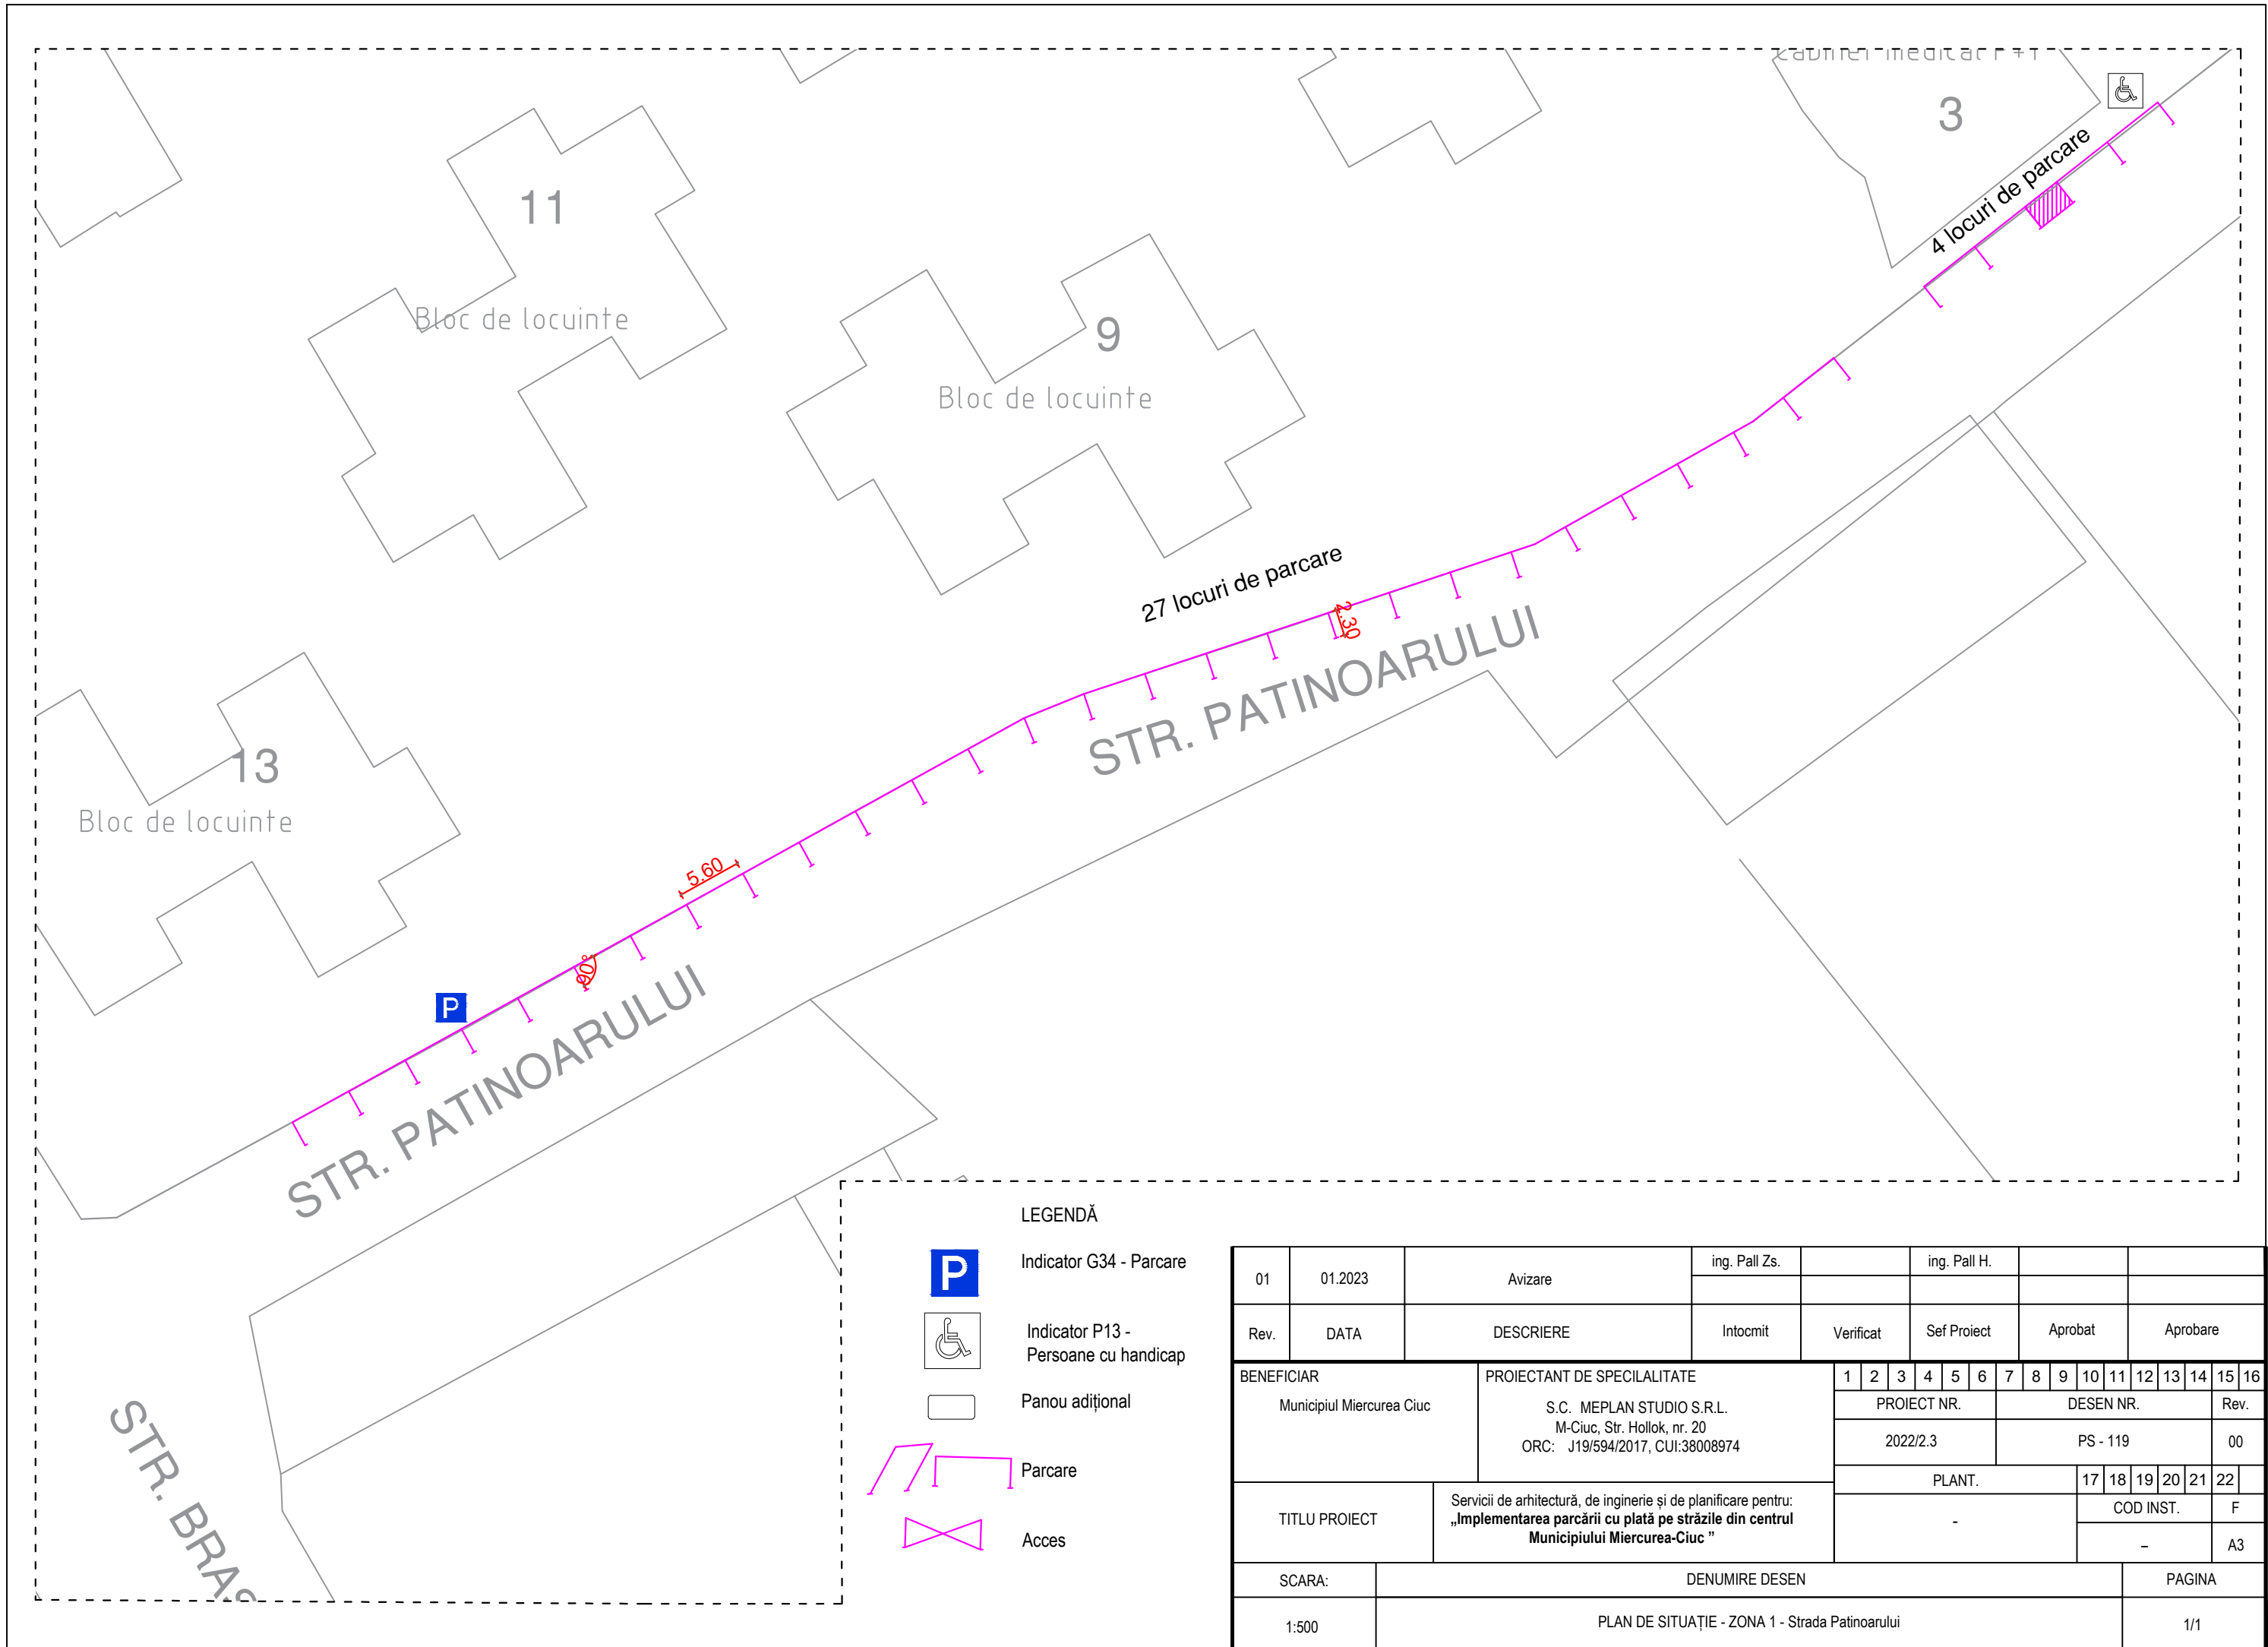 Cabinet medical P+1
3
11
4 locuri de parcare
Bloc de locuinte
9
Bloc de locuinte
27 locuri de parcare
2.30
STR. PATINOARULUI
13
Bloc de locuinte
5.60
90°
P
STR. PATINOARULUI
STR. BRAS
LEGENDĂ
P
Indicator G34 - Parcare
Indicator P13 -
Persoane cu handicap
Panou adițional
Parcare
Acces
01 01.2023 Avizare ing. Pall Zs. ing. Pall H.
Rev. DATA DESCRIERE Intocmit Verificat Sef Proiect Aprobat Aprobare
BENEFICIAR
Municipiul Miercurea Ciuc
PROIECTANT DE SPECILALITATE
S.C. MEPLAN STUDIO S.R.L.
M-Ciuc, Str. Hollok, nr. 20
ORC: J19/594/2017, CUI:38008974
1 2 3 4 5 6 7 8 9 10 11 12 13 14 15 16
PROIECT NR. DESEN NR. Rev.
2022/2.3 PS - 119 00
PLANT. 17 18 19 20 21 22
COD INST. F
- – A3
TITLU PROIECT
Servicii de arhitectură, de inginerie și de planificare pentru:
„Implementarea parcării cu plată pe străzile din centrul
Municipiului Miercurea-Ciuc ”
SCARA: DENUMIRE DESEN PAGINA
1:500 PLAN DE SITUAȚIE - ZONA 1 - Strada Patinoarului 1/1